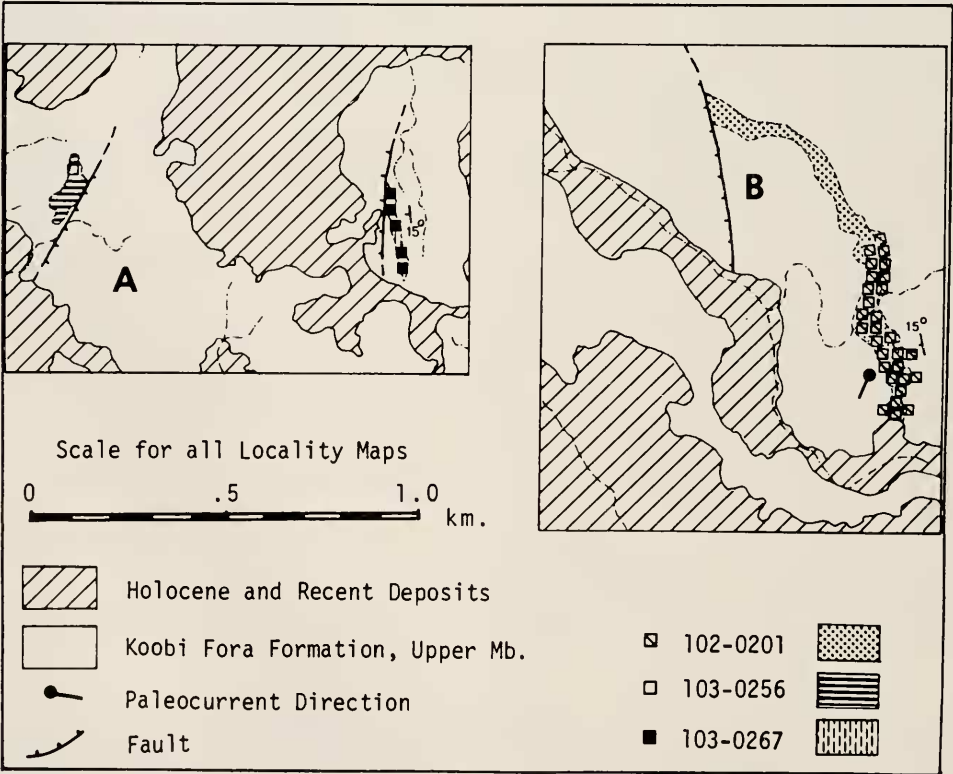 A
15°
B
15°
Scale for all Locality Maps
0 .5 1.0
km.
Holocene and Recent Deposits
Koobi Fora Formation, Upper Mb.
Paleocurrent Direction
Fault
102-0201
103-0256
103-0267